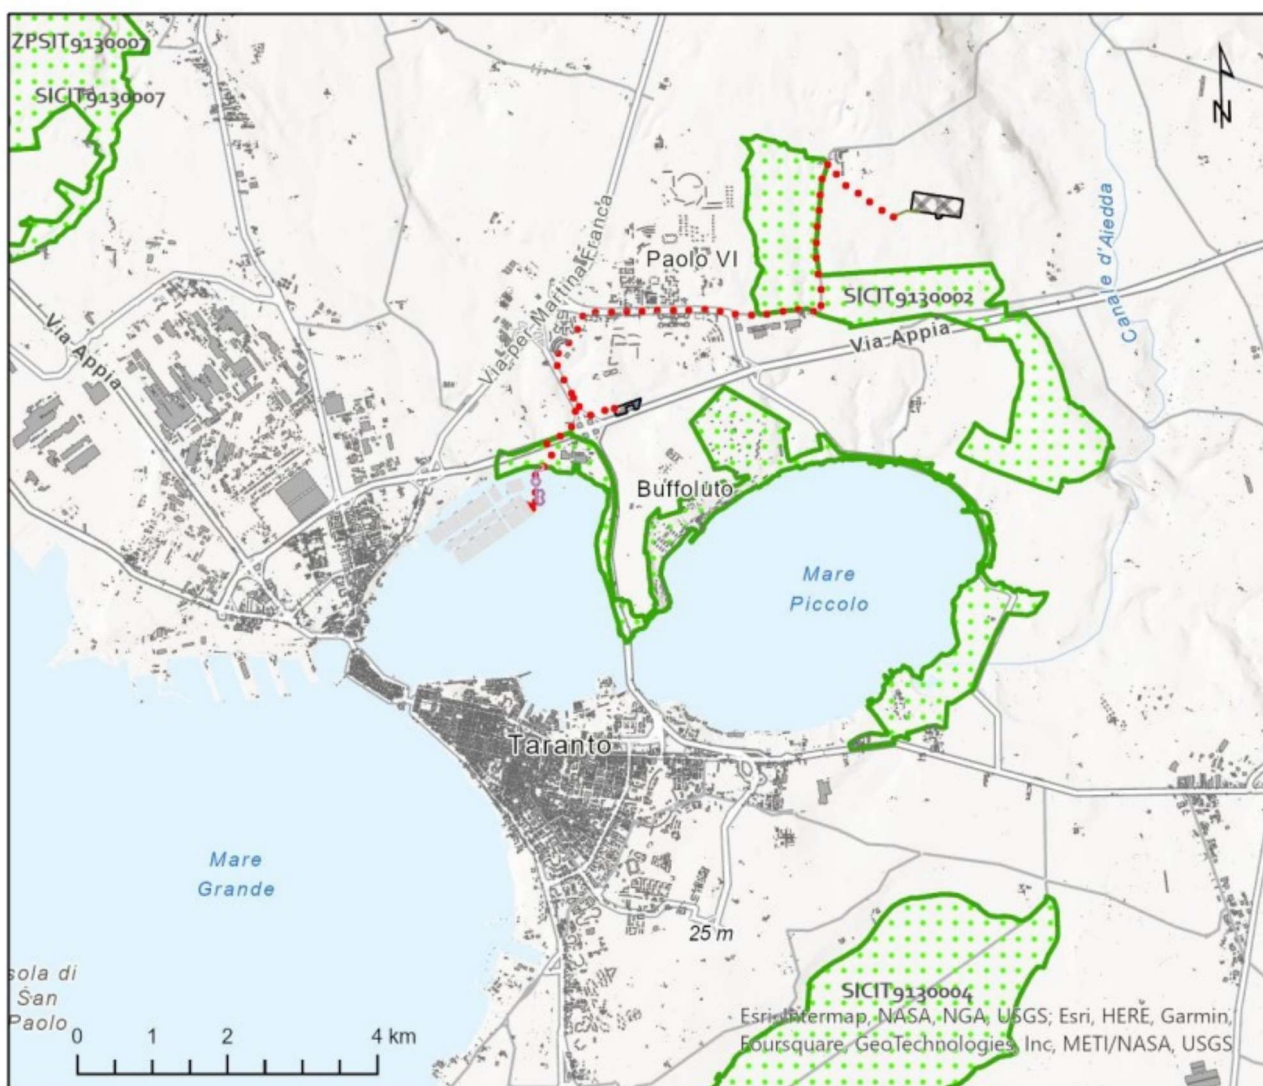 ZPSIT9130007
SICIT9130007
N
Via per Martina Franca
Paolo VI
Canale d'Aiedda
SICIT9130002
Via Appia
Via Appia
Buffoluto
Mare
Piccolo
Taranto
Mare
Grande
25 m
sola di
San
Paolo
SICIT9130004
0 1 2 4 km
Esri, Intermap, NASA, NGA, USGS; Esri, HERE, Garmin,
Foursquare, GeoTechnologies, Inc, METI/NASA, USGS